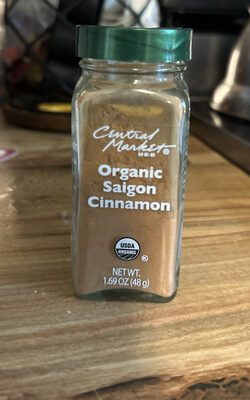 Central
Market®
H-E-B
Organic
Saigon
Cinnamon
USDA
ORGANIC
NET WT.
1.69 OZ (48 g)